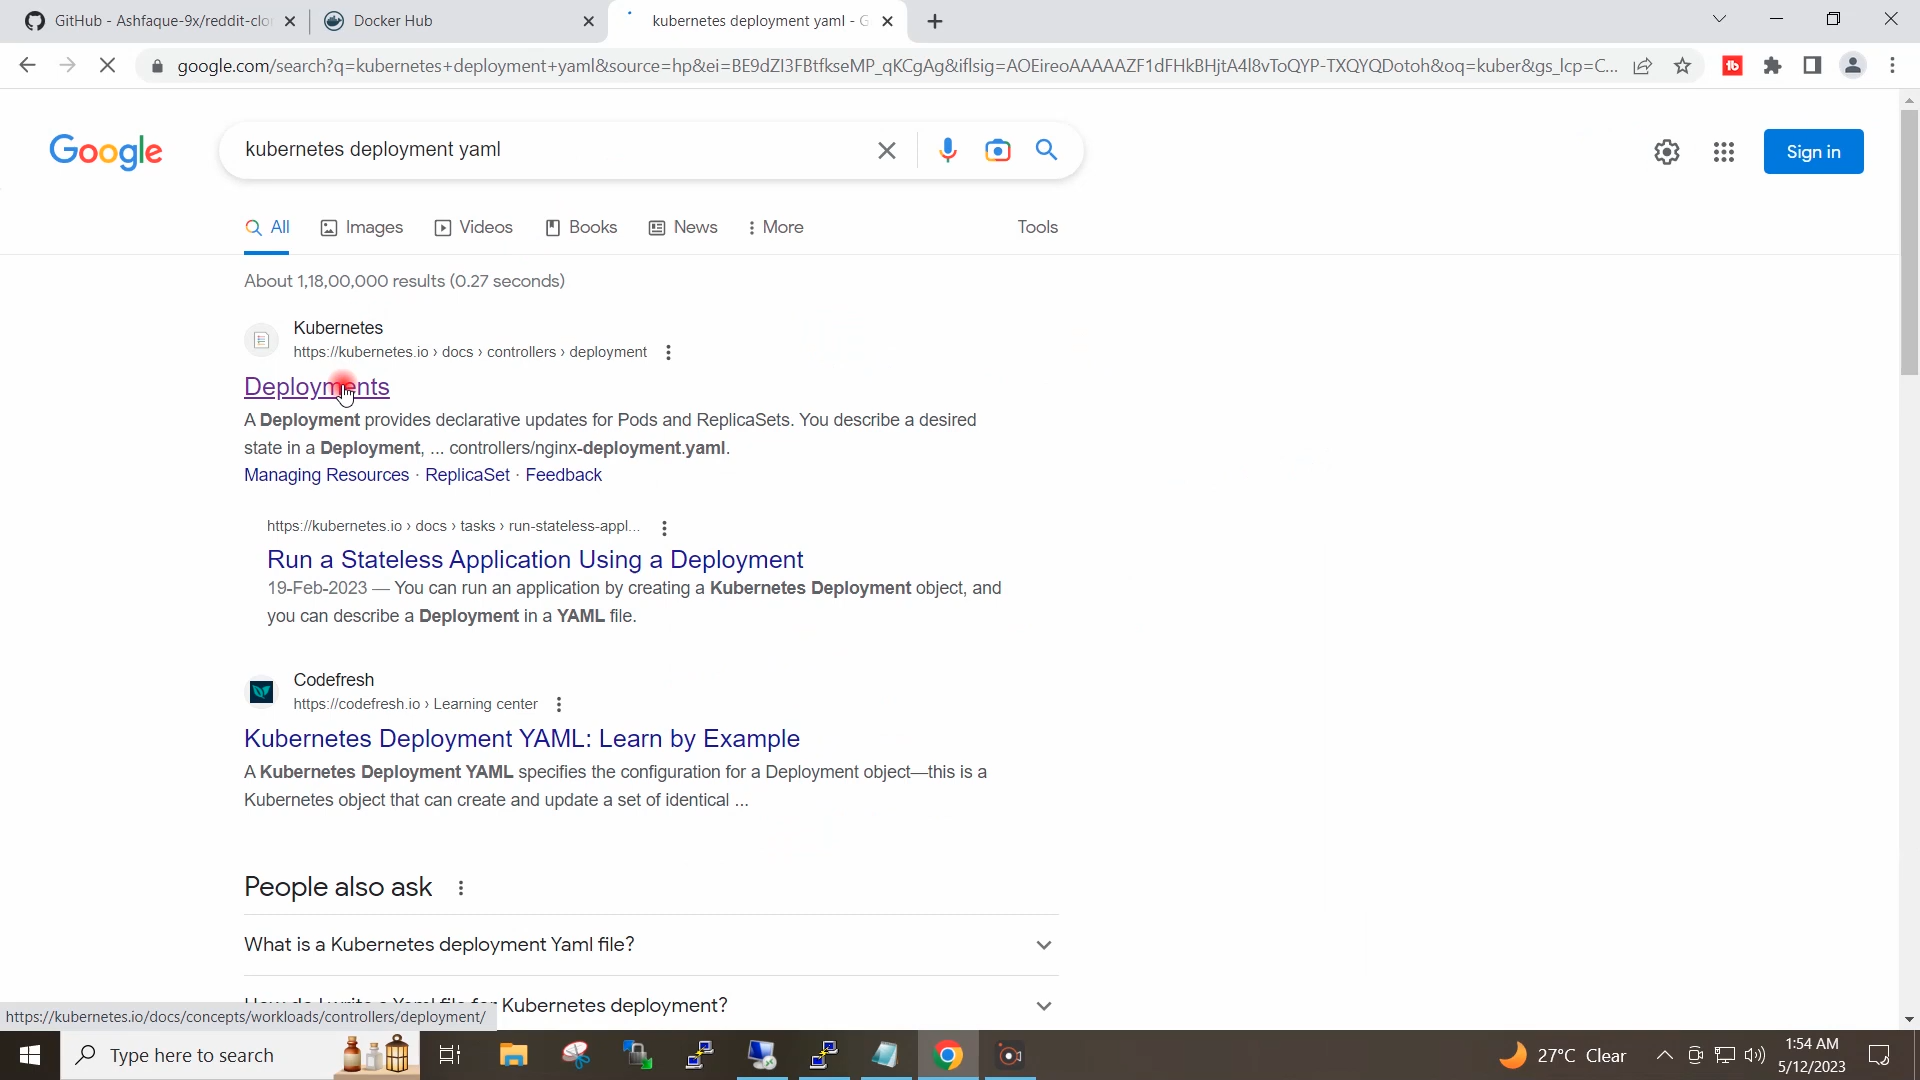 GitHub - Ashfaque-9x/reddit-clo
Docker Hub
kubernetes deployment yaml - G
google.com/search?q=kubernetes+deployment+yaml&source=hp&ei=BE9dZI3FBtfkseMP_qKCgAg&iflsig=AOEireoAAAAAZF1dFHkBHjtA4l8vToQYP-TXQYQDotoh&oq=kuber&gs_lcp=C...
Google
kubernetes deployment yaml
Sign in
All
Images
Videos
Books
News
More
Tools
About 1,18,00,000 results (0.27 seconds)
Kubernetes
https://kubernetes.io › docs › controllers › deployment
Deployments
A Deployment provides declarative updates for Pods and ReplicaSets. You describe a desired
state in a Deployment, ... controllers/nginx-deployment.yaml.
Managing Resources · ReplicaSet · Feedback
https://kubernetes.io › docs › tasks › run-stateless-appl...
Run a Stateless Application Using a Deployment
19-Feb-2023 — You can run an application by creating a Kubernetes Deployment object, and
you can describe a Deployment in a YAML file.
Codefresh
https://codefresh.io › Learning center
Kubernetes Deployment YAML: Learn by Example
A Kubernetes Deployment YAML specifies the configuration for a Deployment object—this is a
Kubernetes object that can create and update a set of identical ...
People also ask
What is a Kubernetes deployment Yaml file?
Kubernetes deployment?
https://kubernetes.io/docs/concepts/workloads/controllers/deployment/
Type here to search
27°C Clear
1:54 AM
5/12/2023